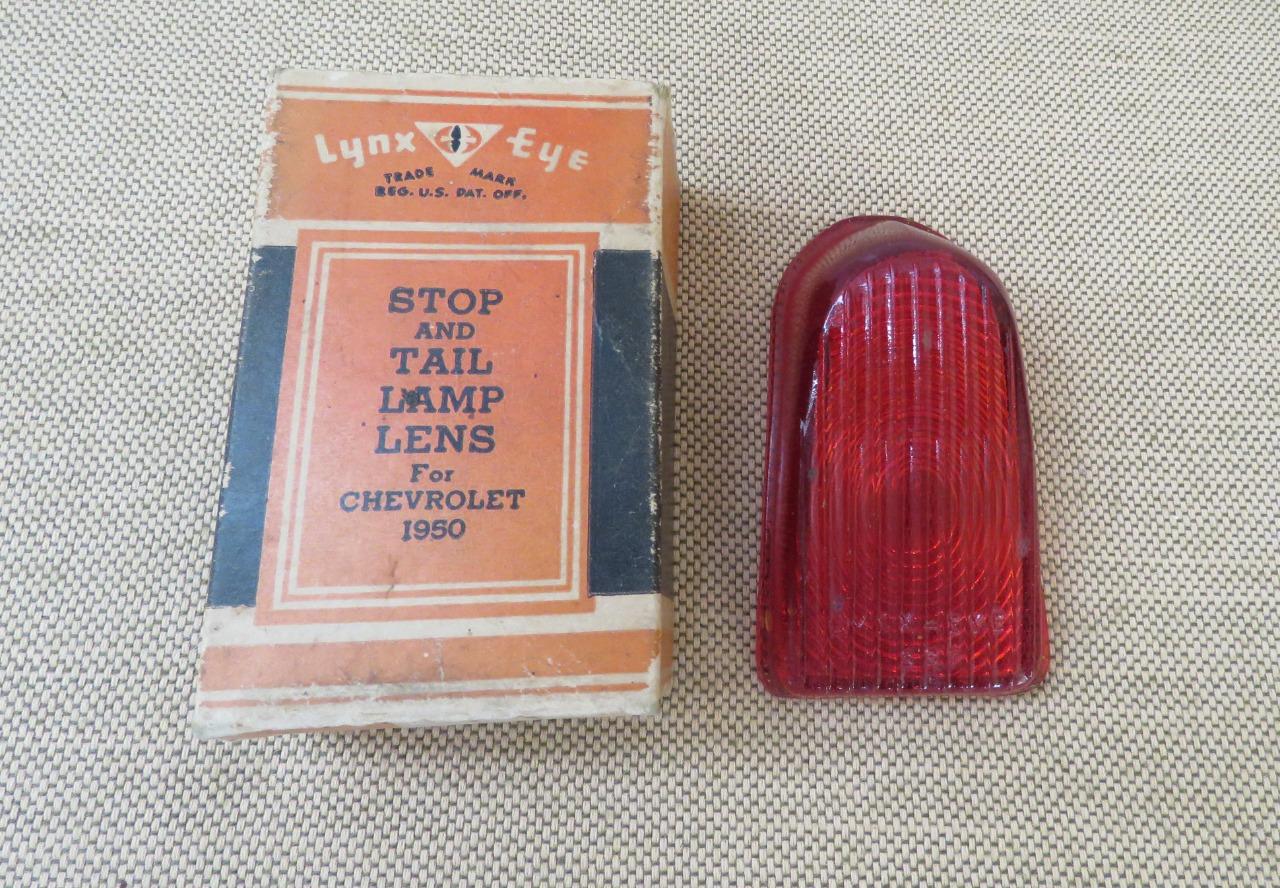 Lynx Eye
TRADE MARK
REG. U.S. PAT. OFF.
STOP
AND
TAIL
LAMP
LENS
For
CHEVROLET
1950